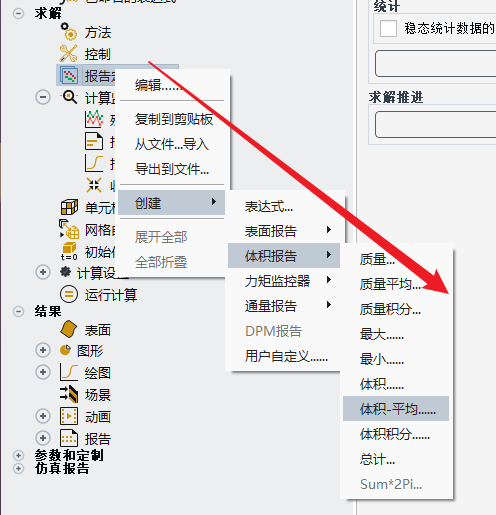 求解
方法
控制
报告
计算
单元
网格
初始
计算设
运行计算
结果
表面
图形
绘图
场景
动画
报告
参数和定制
仿真报告
编辑......
复制到剪贴板
从文件...导入
导出到文件...
创建
展开全部
全部折叠
表达式...
表面报告
体积报告
力矩监控器
通量报告
DPM报告
用户自定义......
质量...
质量平均...
质量积分...
最大......
最小......
体积......
体积-平均......
体积积分......
总计...
Sum*2Pi...
统计
稳态统计数据的
求解推进